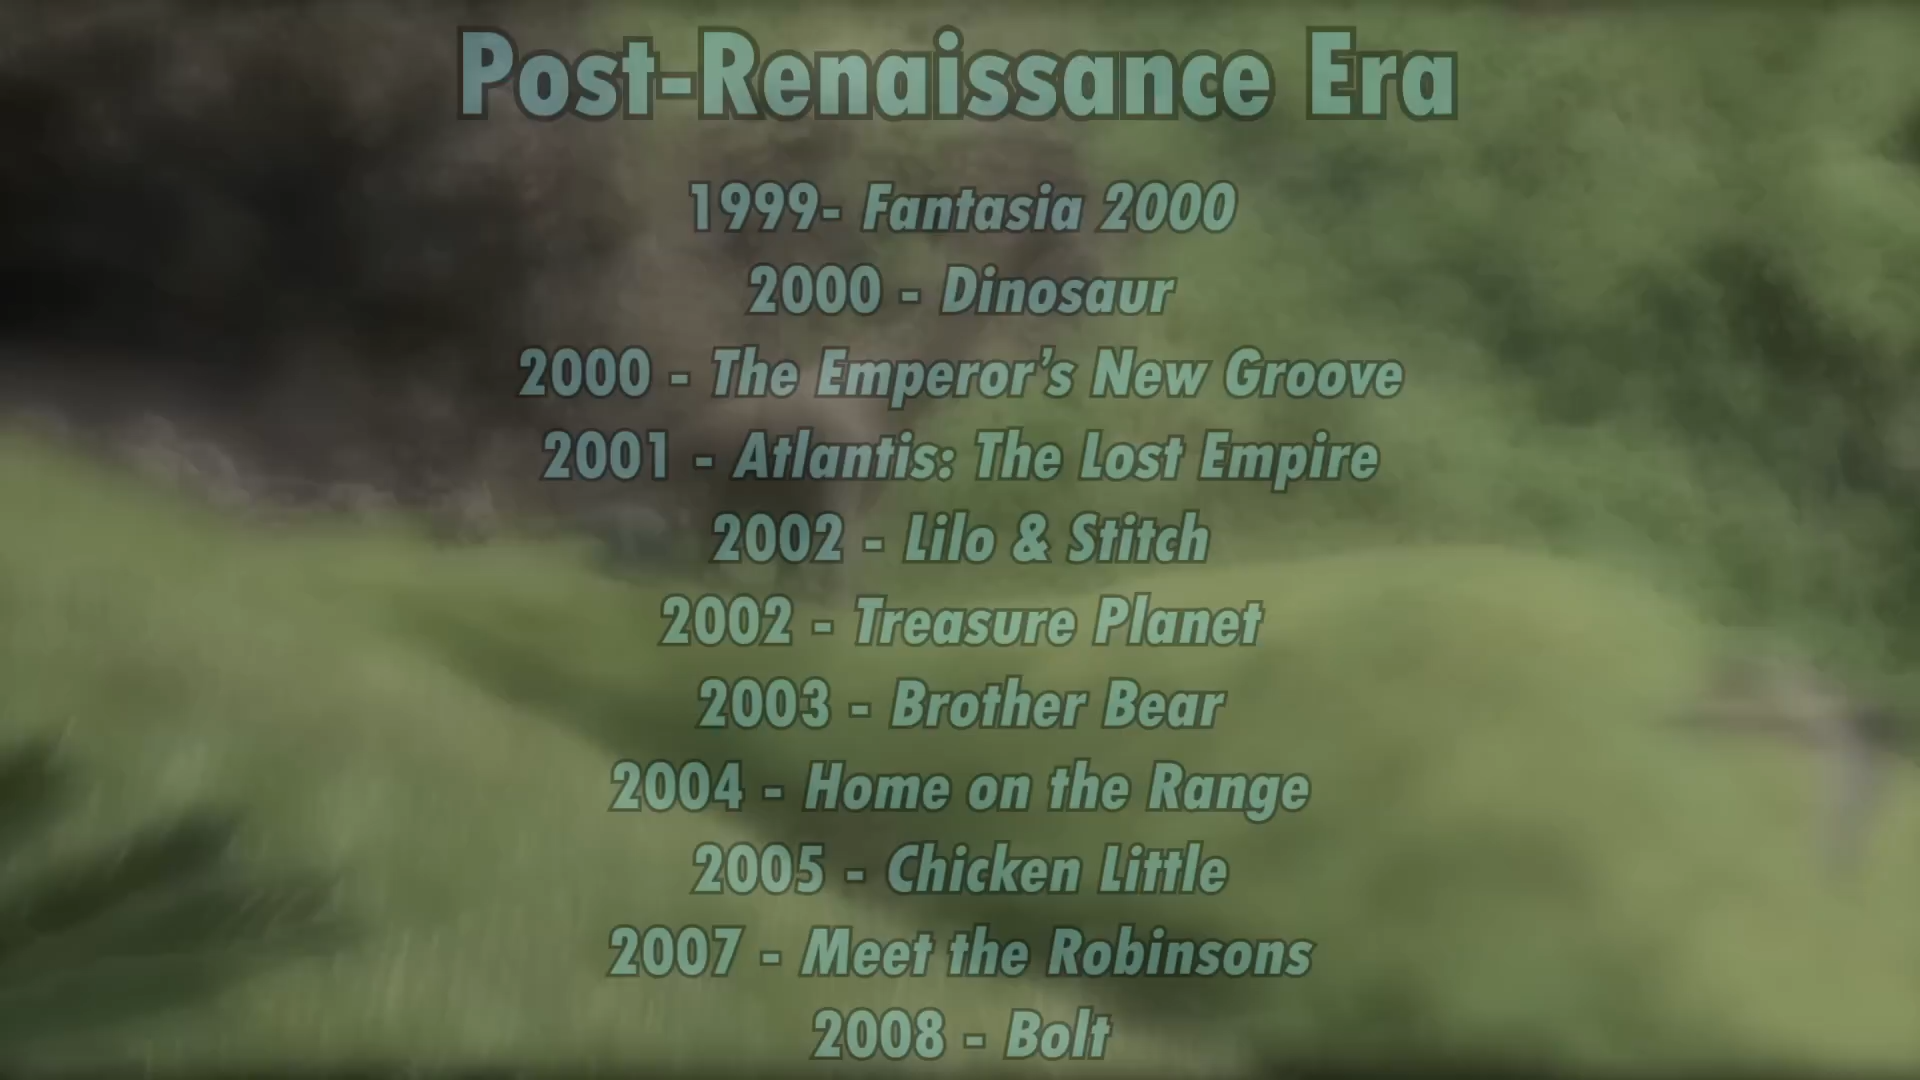 Post-Renaissance Era
1999- Fantasia 2000
2000 - Dinosaur
2000 - The Emperor's New Groove
2001 - Atlantis: The Lost Empire
2002 - Lilo & Stitch
2002 - Treasure Planet
2003 - Brother Bear
2004 - Home on the Range
2005 - Chicken Little
2007 - Meet the Robinsons
2008 - Bolt